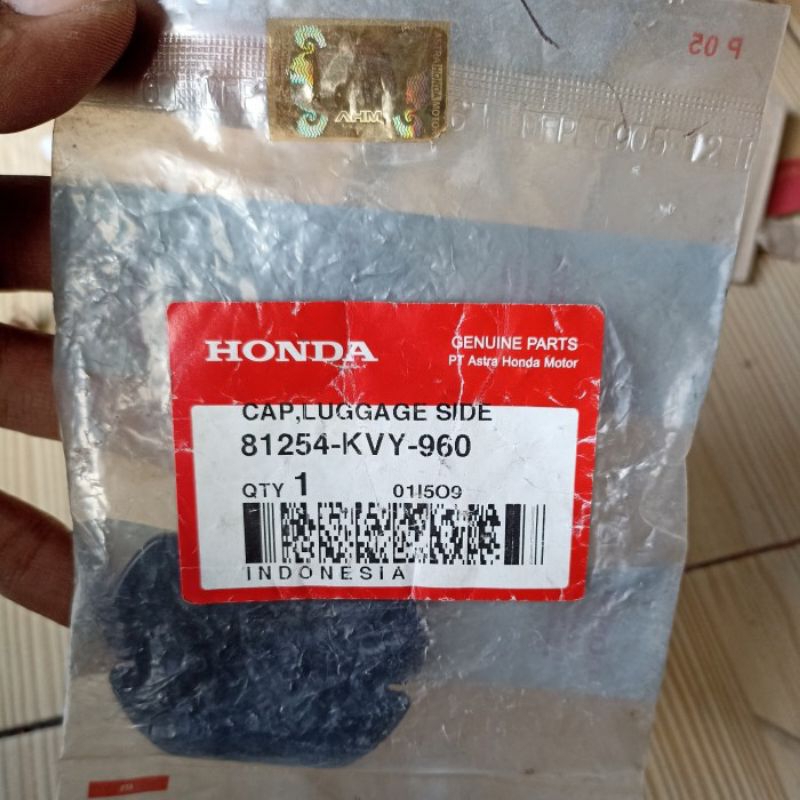 P 05
AHM
HONDA
GENUINE PARTS
PT Astra Honda Motor
CAP,LUGGAGE SIDE
81254-KVY-960
QTY 1 01I5O9
INDONESIA